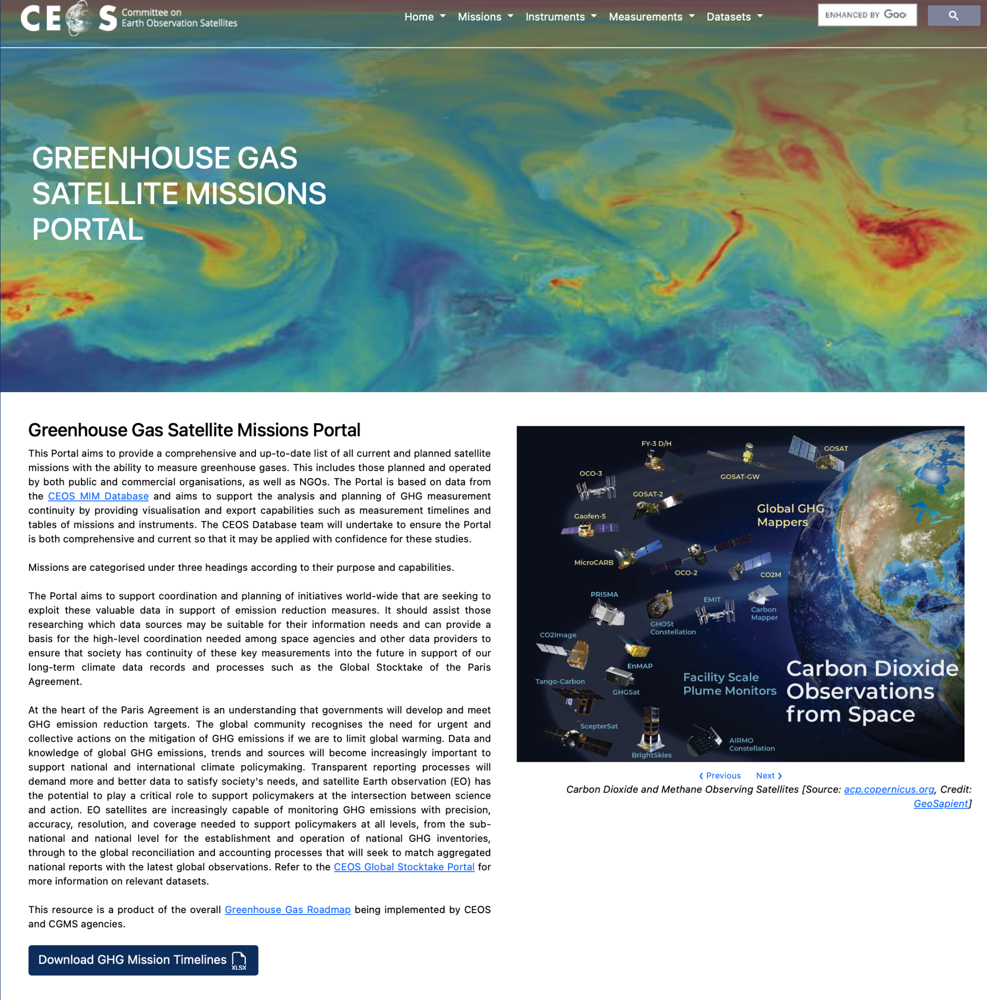 CEOS Committee on
Earth Observation Satellites
Home Missions Instruments Measurements Datasets
ENHANCED BY Goo
GREENHOUSE GAS
SATELLITE MISSIONS
PORTAL
Greenhouse Gas Satellite Missions Portal
This Portal aims to provide a comprehensive and up-to-date list of all current and planned satellite
missions with the ability to measure greenhouse gases. This includes those planned and operated
by both public and commercial organisations, as well as NGOs. The Portal is based on data from
the CEOS MIM Database and aims to support the analysis and planning of GHG measurement
continuity by providing visualisation and export capabilities such as measurement timelines and
tables of missions and instruments. The CEOS Database team will undertake to ensure the Portal
is both comprehensive and current so that it may be applied with confidence for these studies.
Missions are categorised under three headings according to their purpose and capabilities.
The Portal aims to support coordination and planning of initiatives world-wide that are seeking to
exploit these valuable data in support of emission reduction measures. It should assist those
researching which data sources may be suitable for their information needs and can provide a
basis for the high-level coordination needed among space agencies and other data providers to
ensure that society has continuity of these key measurements into the future in support of our
long-term climate data records and processes such as the Global Stocktake of the Paris
Agreement.
At the heart of the Paris Agreement is an understanding that governments will develop and meet
GHG emission reduction targets. The global community recognises the need for urgent and
collective actions on the mitigation of GHG emissions if we are to limit global warming. Data and
knowledge of global GHG emissions, trends and sources will become increasingly important to
support national and international climate policymaking. Transparent reporting processes will
demand more and better data to satisfy society's needs, and satellite Earth observation (EO) has
the potential to play a critical role to support policymakers at the intersection between science
and action. EO satellites are increasingly capable of monitoring GHG emissions with precision,
accuracy, resolution, and coverage needed to support policymakers at all levels, from the sub-
national and national level for the establishment and operation of national GHG inventories,
through to the global reconciliation and accounting processes that will seek to match aggregated
national reports with the latest global observations. Refer to the CEOS Global Stocktake Portal for
more information on relevant datasets.
This resource is a product of the overall Greenhouse Gas Roadmap being implemented by CEOS
and CGMS agencies.
Download GHG Mission Timelines XLSX
FY-3 D/H
GOSAT
OCO-3
GOSAT-GW
GOSAT-2
Global GHG
Mappers
Gaofen-5
MicroCARB
OCO-2
CO2M
PRISMA
EMIT
Carbon
Mapper
GHOSt
Constellation
CO2Image
EnMAP
Tango-Carbon
GHGSat
Facility Scale
Plume Monitors
Carbon Dioxide
Observations
from Space
ScepterSat
BrightSkies
AIRMO
Constellation
❮ Previous Next ❯
Carbon Dioxide and Methane Observing Satellites [Source: acp.copernicus.org, Credit:
GeoSapient]